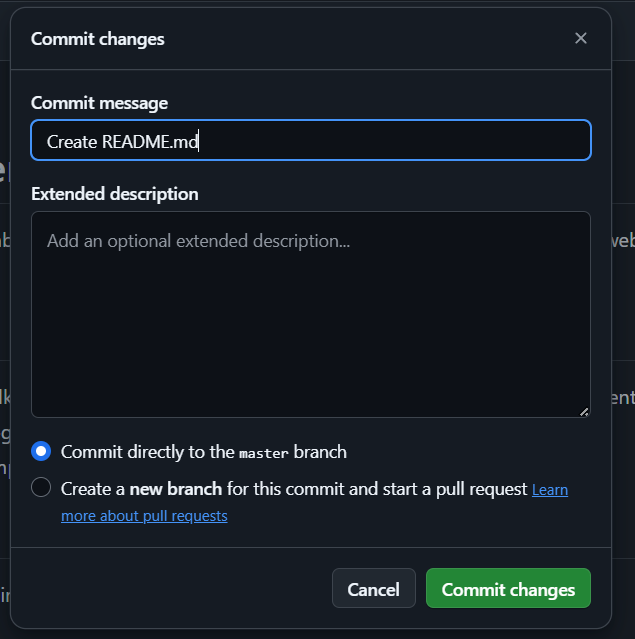 Commit changes
Commit message
Create README.md
Extended description
Add an optional extended description...
Commit directly to the master branch
Create a new branch for this commit and start a pull request Learn
more about pull requests
Cancel
Commit changes